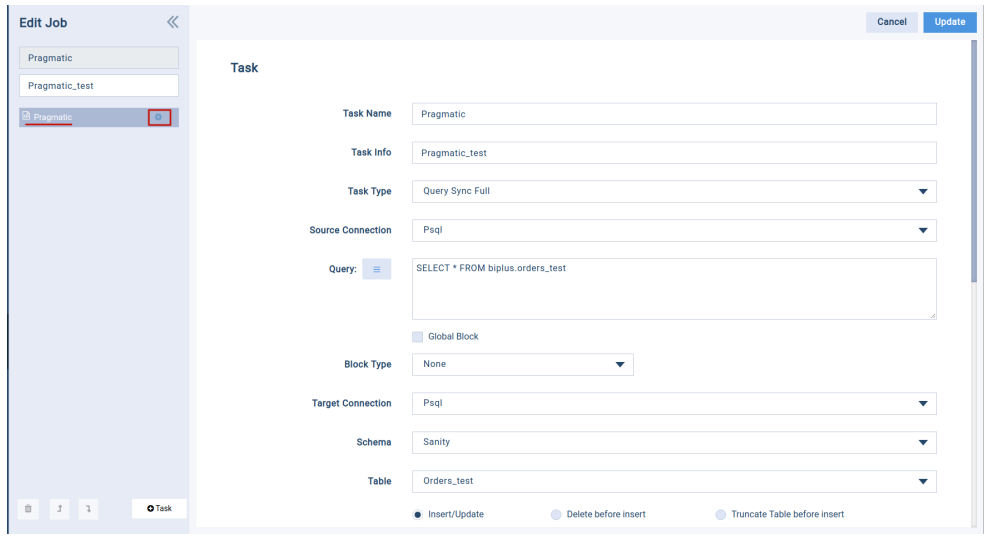 Edit Job
Cancel
Update
Pragmatic
Pragmatic_test
Pragmatic
Task
Task Name
Pragmatic
Task Info
Pragmatic_test
Task Type
Query Sync Full
Source Connection
Psql
Query:
SELECT * FROM biplus.orders_test
Global Block
Block Type
None
Target Connection
Psql
Schema
Sanity
Table
Orders_test
Insert/Update
Delete before insert
Truncate Table before insert
Task